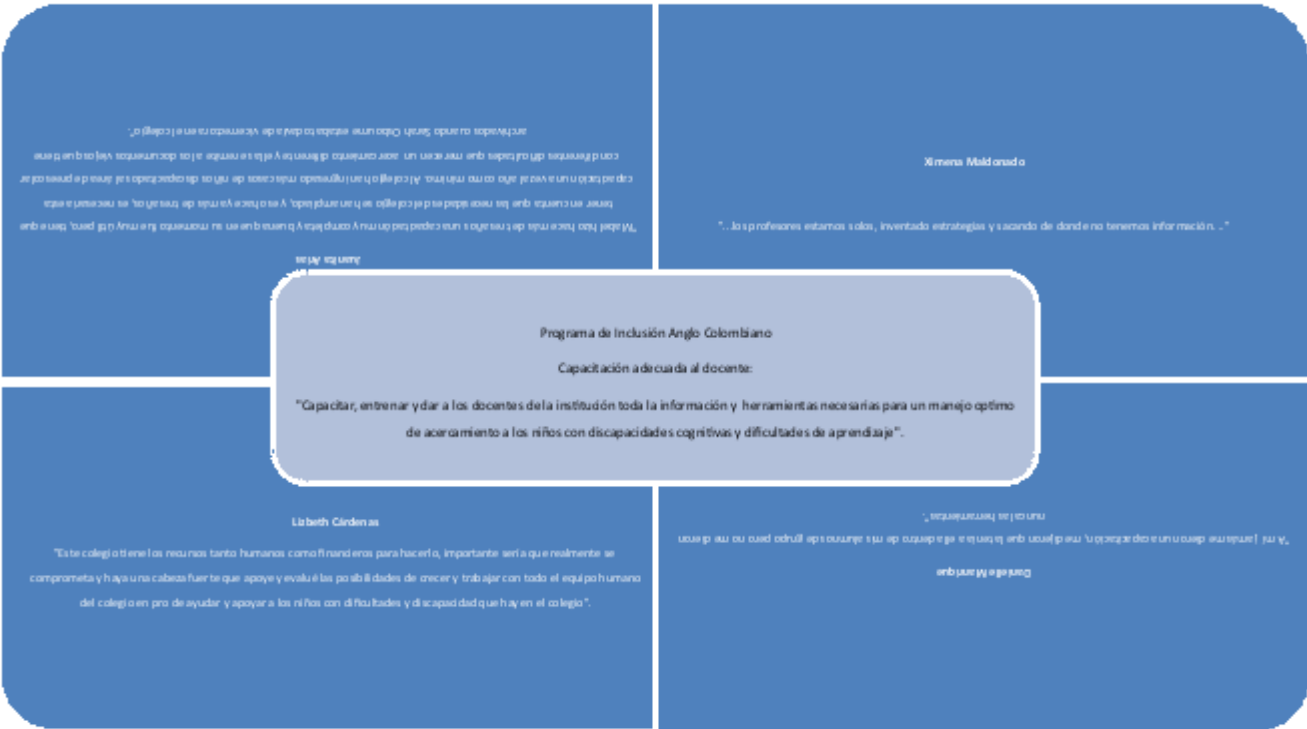 Juanita Arias
"Mabel hizo hace más de tres años una capacitación muy completa y buena que en su momento fue muy útil pero, tiene que
tener en cuenta que las necesidades del colegio se han ampliado, y eso hace ya más de tres años, es necesaria esta
capacitación una vez al año como mínimo. Al colegio han ingresado más casos de niños discapacitados al área de preescolar
con diferentes dificultades que merecen un acercamiento diferente y ella se remite a los documentos viejos que tiene
archivados cuando Sarah Osbourne estaba todavía de vicerrectora en el colegio".
Ximena Maldonado
"...los profesores estamos solos, inventado estrategias y sacando de donde no tenemos información..."
Programa de Inclusión Anglo Colombiano
Capacitación adecuada al docente:
"Capacitar, entrenar y dar a los docentes de la institución toda la información y herramientas necesarias para un manejo optimo
de acercamiento a los niños con discapacidades cognitivas y dificultades de aprendizaje".
Lizbeth Cárdenas
"Este colegio tiene los recursos tanto humanos como financieros para hacerlo, importante sería que realmente se
comprometa y haya una cabeza fuerte que apoye y evalué las posibilidades de crecer y trabajar con todo el equipo humano
del colegio en pro de ayudar y apoyar a los niños con dificultades y discapacidad que hay en el colegio".
Danielle Manrique
"A mi jamás me dieron una capacitación, me dijeron que la tenía a ella dentro de mis alumnos de grupo pero no me dieron
nunca las herramientas".